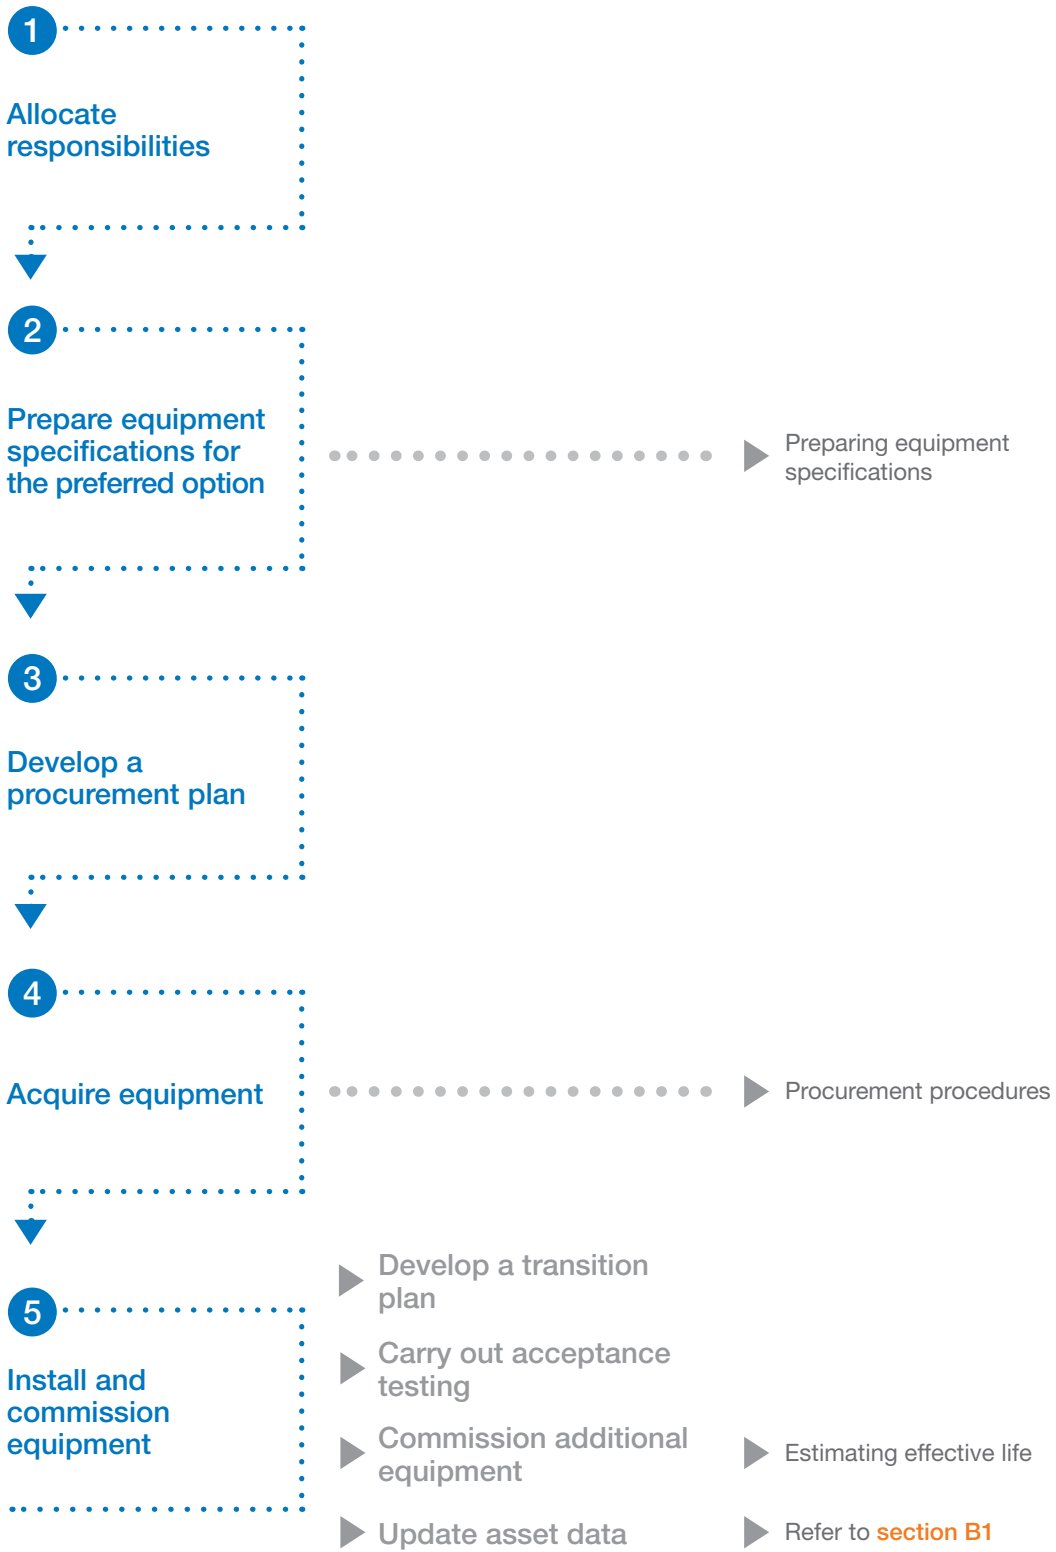 1
Allocate
responsibilities
2
Prepare equipment
specifications for
the preferred option
Preparing equipment
specifications
3
Develop a
procurement plan
4
Acquire equipment
Procurement procedures
5
Install and
commission
equipment
Develop a transition
plan
Carry out acceptance
testing
Commission additional
equipment
Estimating effective life
Update asset data
Refer to section B1